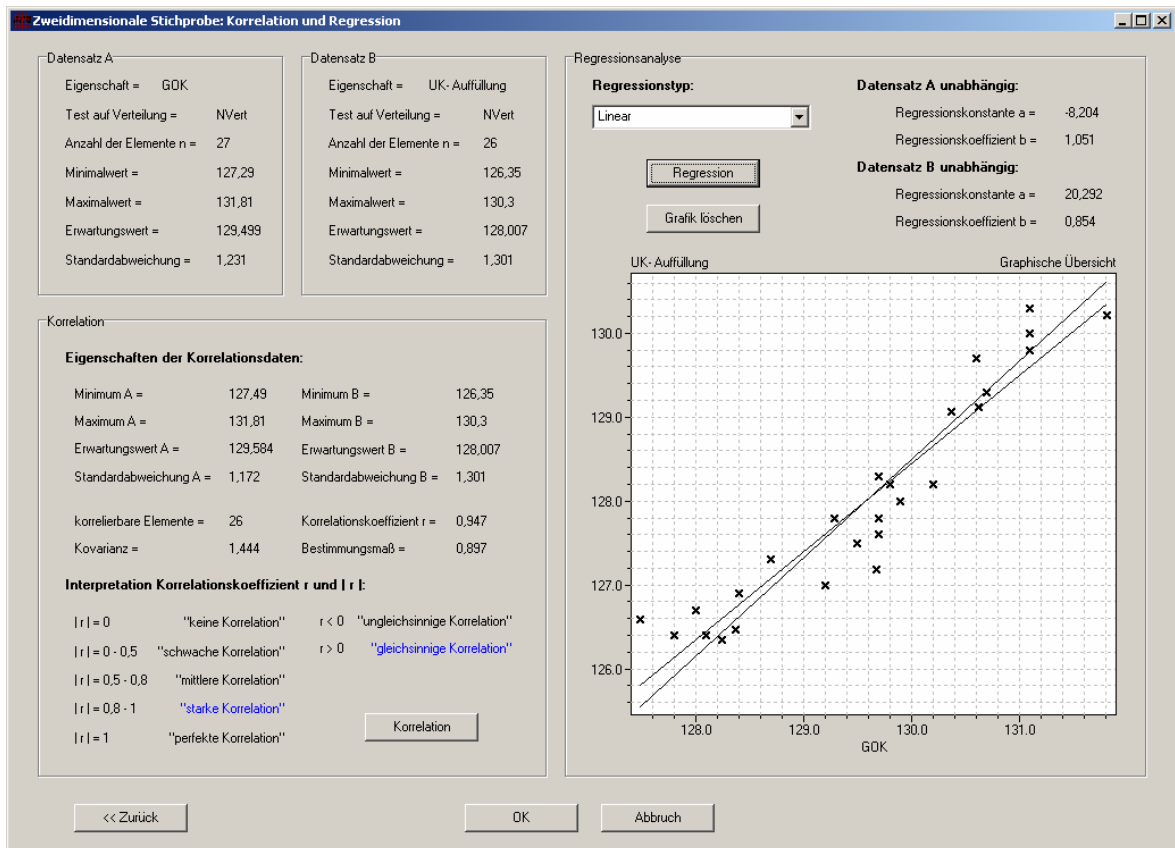 Zweidimensionale Stichprobe: Korrelation und Regression
Datensatz A
Eigenschaft = GOK
Test auf Verteilung = NVert
Anzahl der Elemente n = 27
Minimalwert = 127,29
Maximalwert = 131,81
Erwartungswert = 129,499
Standardabweichung = 1,231
Datensatz B
Eigenschaft = UK- Auffüllung
Test auf Verteilung = NVert
Anzahl der Elemente n = 26
Minimalwert = 126,35
Maximalwert = 130,3
Erwartungswert = 128,007
Standardabweichung = 1,301
Korrelation
Eigenschaften der Korrelationsdaten:
Minimum A = 127,49 Minimum B = 126,35
Maximum A = 131,81 Maximum B = 130,3
Erwartungswert A = 129,584 Erwartungswert B = 128,007
Standardabweichung A = 1,172 Standardabweichung B = 1,301
korrelierbare Elemente = 26 Korrelationskoeffizient r = 0,947
Kovarianz = 1,444 Bestimmungsmaß = 0,897
Interpretation Korrelationskoeffizient r und | r |:
| r | = 0 "keine Korrelation" r < 0 "ungleichsinnige Korrelation"
| r | = 0 - 0,5 "schwache Korrelation" r > 0 "gleichsinnige Korrelation"
| r | = 0,5 - 0,8 "mittlere Korrelation"
| r | = 0,8 - 1 "starke Korrelation"
| r | = 1 "perfekte Korrelation"
Korrelation
Regressionsanalyse
Regressionstyp:
Linear
Regression
Grafik löschen
Datensatz A unabhängig:
Regressionskonstante a = -8,204
Regressionskoeffizient b = 1,051
Datensatz B unabhängig:
Regressionskonstante a = 20,292
Regressionskoeffizient b = 0,854
UK- Auffüllung Graphische Übersicht
130.0
129.0
128.0
127.0
126.0
128.0 129.0 130.0 131.0
GOK
<< Zurück OK Abbruch